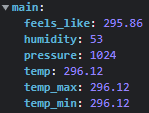 ▼ main:
feels_like: 295.86
humidity: 53
pressure: 1024
temp: 296.12
temp_max: 296.12
temp_min: 296.12